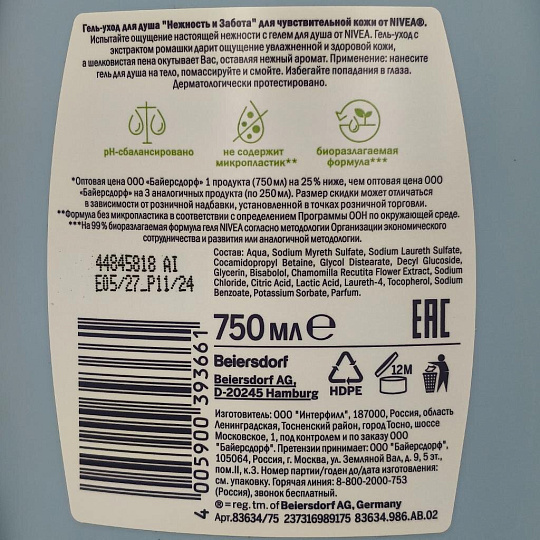 Гель-уход для душа "Нежность и Забота" для чувствительной кожи от NIVEA®.
Испытайте ощущение настоящей нежности с гелем для душа от NIVEA. Гель-уход с
экстрактом ромашки дарит ощущение увлажненной и здоровой кожи,
а шелковистая пена окутывает Вас, оставляя нежный аромат. Применение: нанесите
гель для душа на тело, помассируйте и смойте. Избегайте попадания в глаза.
Дерматологически протестировано.
pH-сбалансировано
не содержит
микропластик**
биоразлагаемая
формула***
*Оптовая цена ООО «Байерсдорф» 1 продукта (750 мл) на 25% ниже, чем оптовая цена ООО
«Байерсдорф» на 3 аналогичных продукта (по 250 мл). Размер скидки может отличаться
в зависимости от розничной надбавки, установленной в точках розничной торговли.
**Формула без микропластика в соответствии с определением Программы ООН по окружающей среде.
***На 99% биоразлагаемая формула геля NIVEA согласно методологии Организации экономического
сотрудничества и развития или аналогичной методологии.
44845818 AI
E05/27_P11/24
Состав: Aqua, Sodium Myreth Sulfate, Sodium Laureth Sulfate,
Cocamidopropyl Betaine, Glycol Distearate, Decyl Glucoside,
Glycerin, Bisabolol, Chamomilla Recutita Flower Extract, Sodium
Chloride, Citric Acid, Lactic Acid, Laureth-4, Tocopherol, Sodium
Benzoate, Potassium Sorbate, Parfum.
750 мл ℮
EAC
Beiersdorf
Beiersdorf AG,
D-20245 Hamburg
HDPE
12M
4 005900 393661
Изготовитель: ООО "Интерфилл", 187000, Россия, область
Ленинградская, Тосненский район, город Тосно, шоссе
Московское, 1, под контролем и по заказу ООО
"Байерсдорф". Претензии принимает: ООО "Байерсдорф",
105064, Россия, г. Москва, ул. Земляной Вал, д. 9, 5 эт.,
пом.II, к.3. Номер партии/годен до/дата изготовления:
см. упаковку. Горячая линия: 8-800-2000-753
(Россия), звонок бесплатный.
® = reg. tm. of Beiersdorf AG, Germany
Арт.83634/75 237316989175 83634.986.AB.02